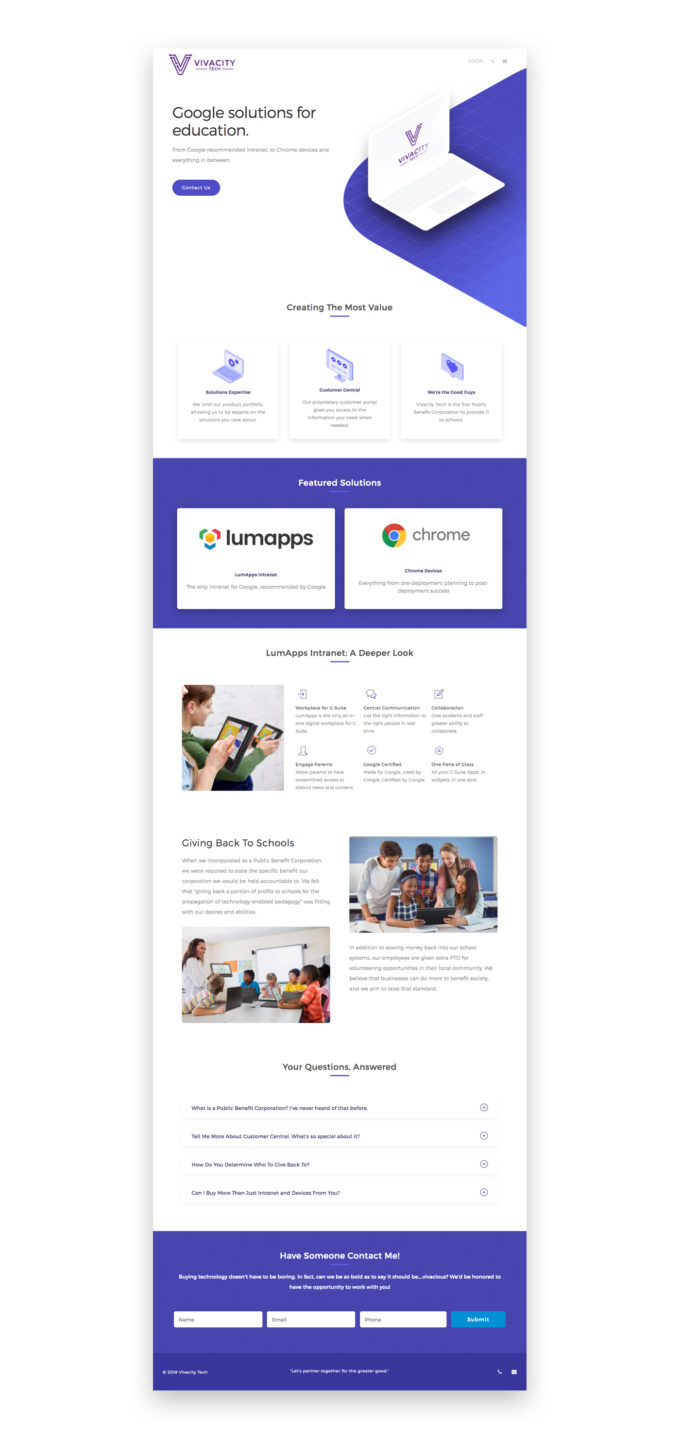 VIVACITY
TECH
LOGIN
Google solutions for
education.
From Google recommended Intranet, to Chrome devices and
everything in between.
Contact Us
VIVACITY
TECH
Creating The Most Value
Solutions Expertise
We limit our product portfolio,
allowing us to be experts on the
solutions you care about.
Customer Central
Our proprietary customer portal
gives you access to the
information you need when
needed.
We're the Good Guys
Vivacity Tech is the first Public
Benefit Corporation to provide IT
to schools.
Featured Solutions
lumapps
LumApps Intranet
The only intranet for Google, recommended by Google
chrome
Chrome Devices
Everything from pre-deployment planning to post-
deployment success
LumApps Intranet: A Deeper Look
Workplace for G Suite
LumApps is the only all-in-
one digital workplace for G
Suite.
Central Communication
Get the right information to
the right people in real
time.
Collaboration
Give students and staff
greater ability to
collaborate.
Engage Parents
Allow parents to have
streamlined access to
district news and content.
Google Certified
Made for Google. Used by
Google. Certified by Google.
One Pane of Glass
All your G Suite Apps. In
widgets. In one spot.
Giving Back To Schools
When we incorporated as a Public Benefit Corporation,
we were required to state the specific benefit our
corporation we would be held accountable to. We felt
that "giving back a portion of profits to schools for the
propagation of technology-enabled pedagogy" was fitting
with our desires and abilities.
In addition to sowing money back into our school
systems, our employees are given extra PTO for
volunteering opportunities in their local community. We
believe that businesses can do more to benefit society,
and we aim to raise that standard.
Your Questions, Answered
What is a Public Benefit Corporation? I've never heard of that before.
Tell Me More About Customer Central. What's so special about it?
How Do You Determine Who To Give Back To?
Can I Buy More Than Just Intranet and Devices From You?
Have Someone Contact Me!
Buying technology doesn't have to be boring. In fact, can we be so bold as to say it should be...vivacious? We'd be honored to
have the opportunity to work with you!
Name
Email
Phone
Submit
© 2018 Vivacity Tech
"Let's partner together for the greater good."